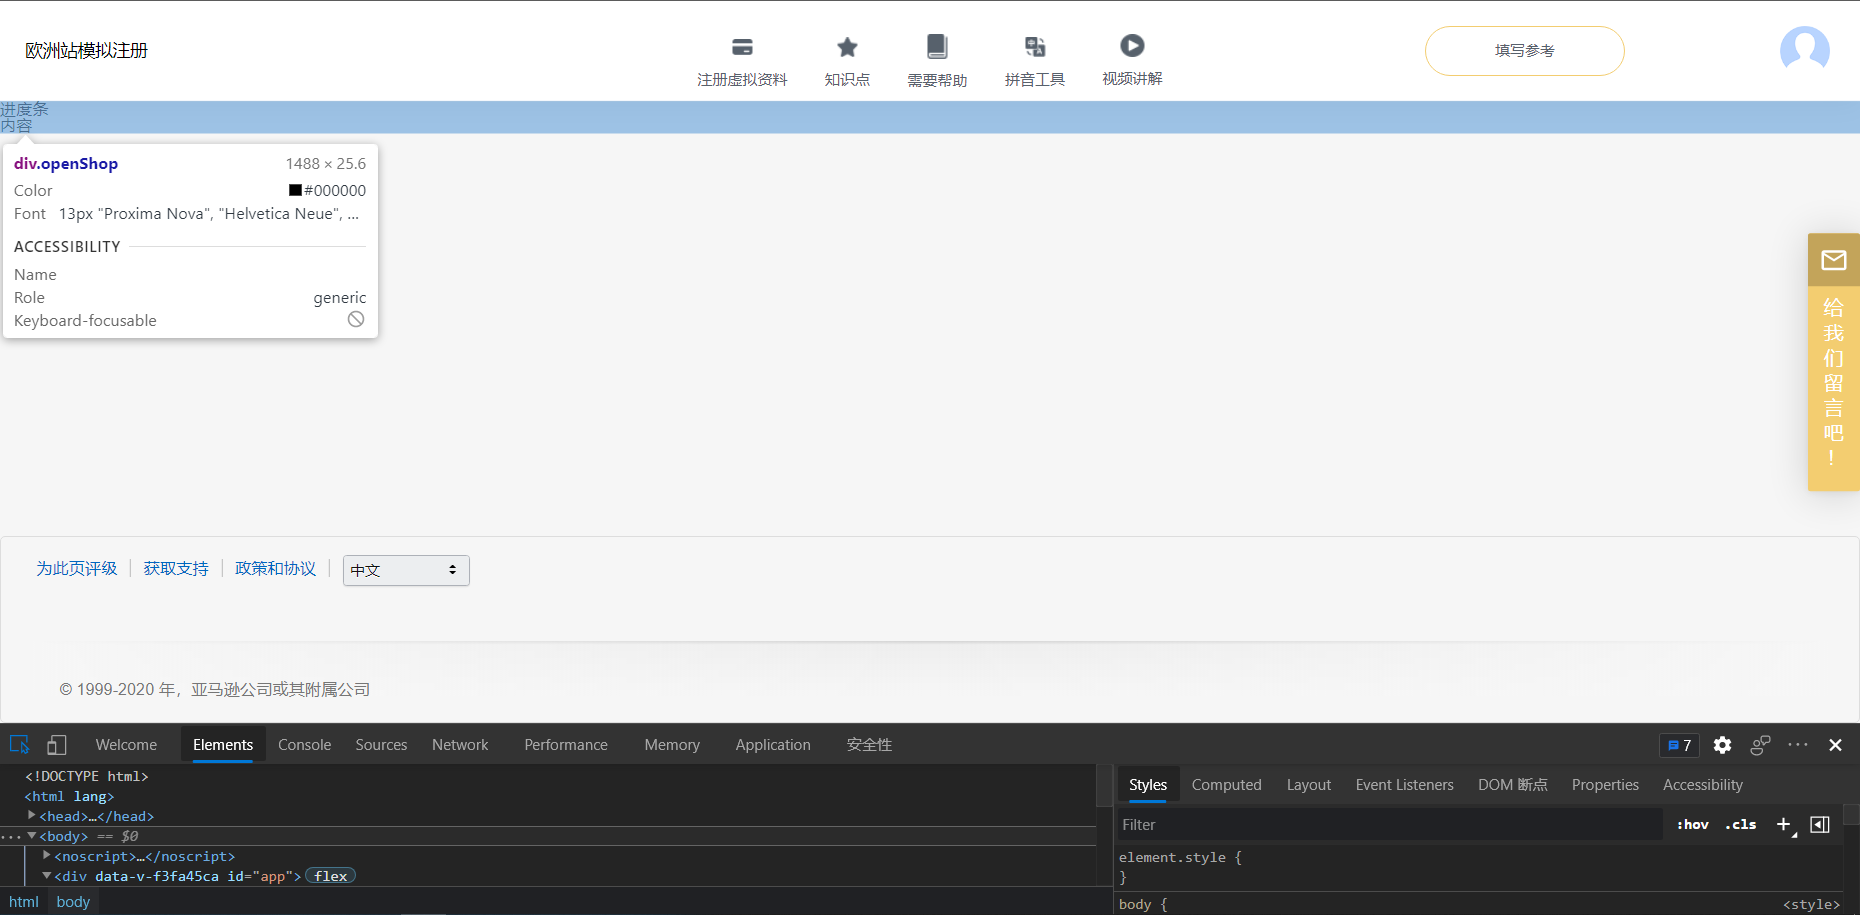 欧洲站模拟注册
注册虚拟资料 知识点 需要帮助 拼音工具 视频讲解
填写参考
进度条
内容
div.openShop 1488 × 25.6
Color #000000
Font 13px "Proxima Nova", "Helvetica Neue", ...
ACCESSIBILITY
Name
Role generic
Keyboard-focusable
给我们留言吧！
为此页评级 获取支持 政策和协议 中文
© 1999-2020 年，亚马逊公司或其附属公司
Welcome Elements Console Sources Network Performance Memory Application 安全性 7
<!DOCTYPE html>
<html lang>
<head>…</head>
<body> == $0
<noscript>…</noscript>
<div data-v-f3fa45ca id="app"> flex
html body
Styles Computed Layout Event Listeners DOM 断点 Properties Accessibility
Filter :hov .cls
element.style {
}
body { <style>